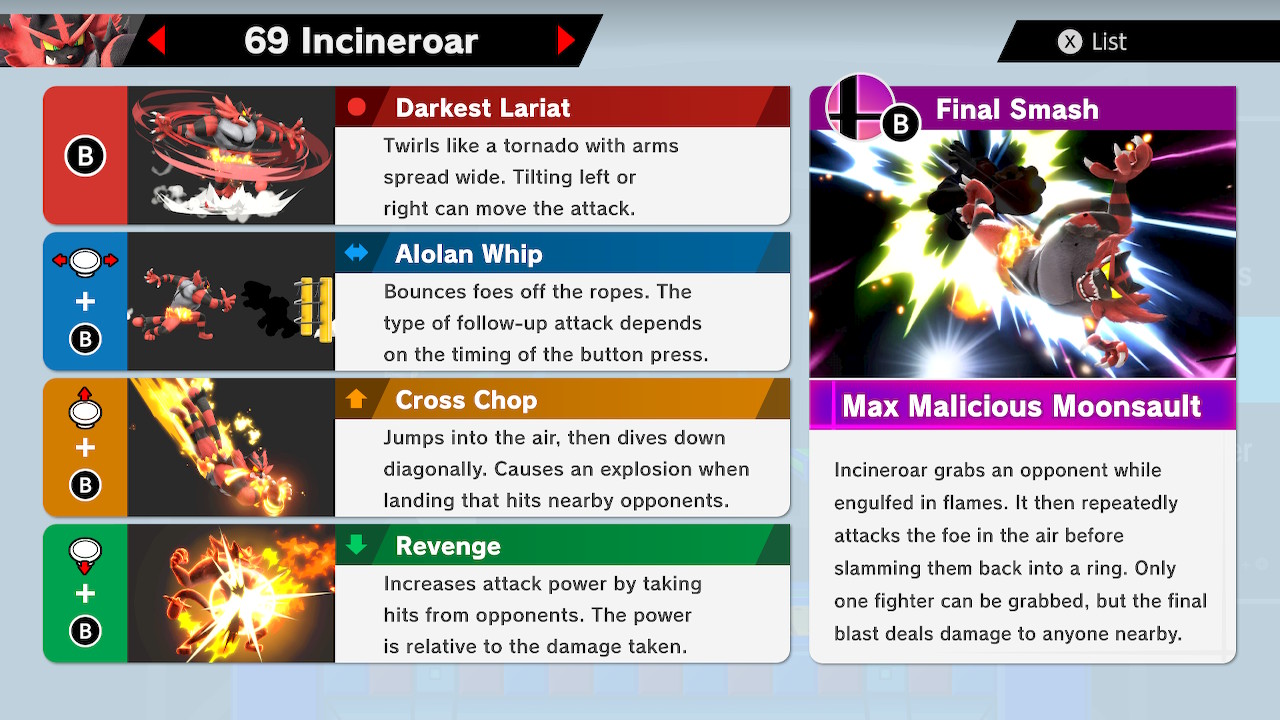 69 Incineroar
X List
B
Darkest Lariat
Twirls like a tornado with arms
spread wide. Tilting left or
right can move the attack.
+
B
Alolan Whip
Bounces foes off the ropes. The
type of follow-up attack depends
on the timing of the button press.
+
B
Cross Chop
Jumps into the air, then dives down
diagonally. Causes an explosion when
landing that hits nearby opponents.
+
B
Revenge
Increases attack power by taking
hits from opponents. The power
is relative to the damage taken.
B
Final Smash
Max Malicious Moonsault
Incineroar grabs an opponent while
engulfed in flames. It then repeatedly
attacks the foe in the air before
slamming them back into a ring. Only
one fighter can be grabbed, but the final
blast deals damage to anyone nearby.